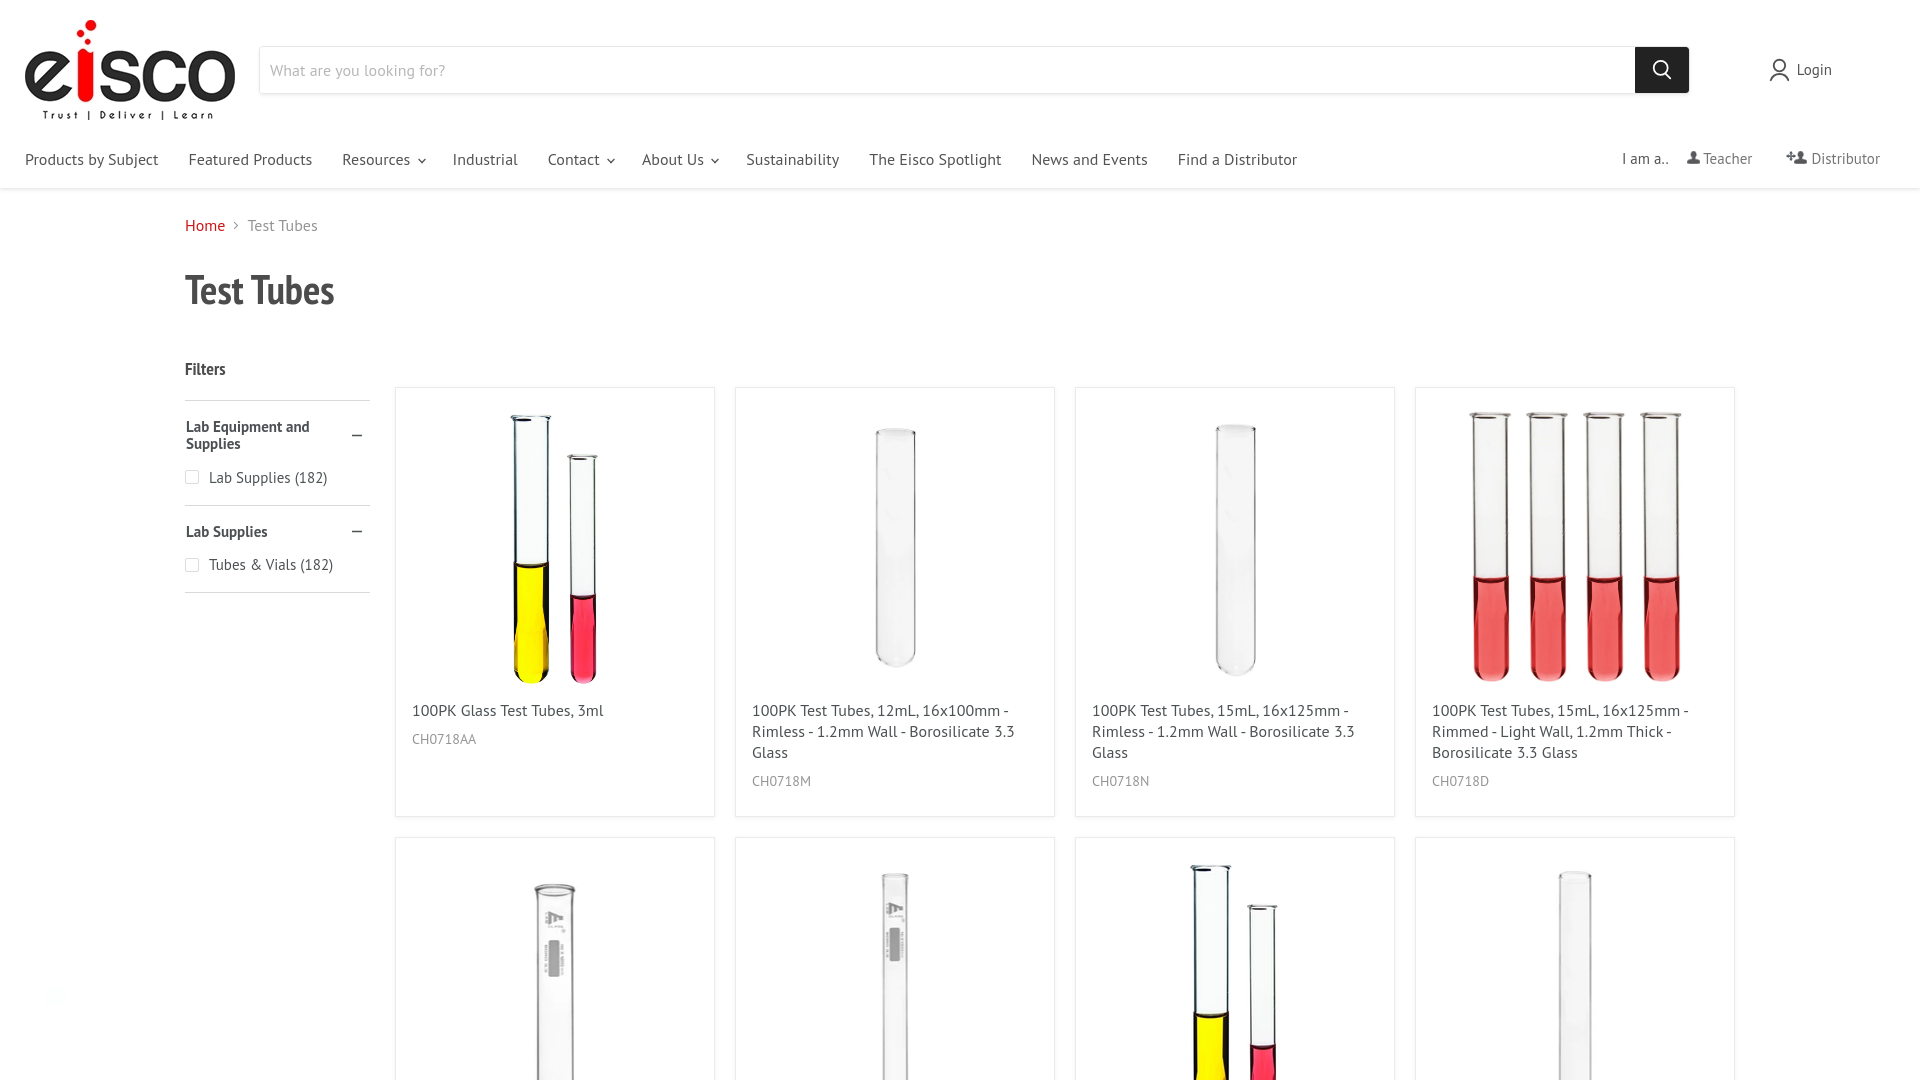 eisco
Trust | Deliver | Learn
What are you looking for?
Login
Products by Subject
Featured Products
Resources
Industrial
Contact
About Us
Sustainability
The Eisco Spotlight
News and Events
Find a Distributor
I am a..
Teacher
Distributor
Home
Test Tubes
Test Tubes
Filters
Lab Equipment and
Supplies
Lab Supplies (182)
Lab Supplies
Tubes & Vials (182)
100PK Glass Test Tubes, 3ml
CH0718AA
100PK Test Tubes, 12mL, 16x100mm -
Rimless - 1.2mm Wall - Borosilicate 3.3
Glass
CH0718M
100PK Test Tubes, 15mL, 16x125mm -
Rimless - 1.2mm Wall - Borosilicate 3.3
Glass
CH0718N
100PK Test Tubes, 15mL, 16x125mm -
Rimmed - Light Wall, 1.2mm Thick -
Borosilicate 3.3 Glass
CH0718D